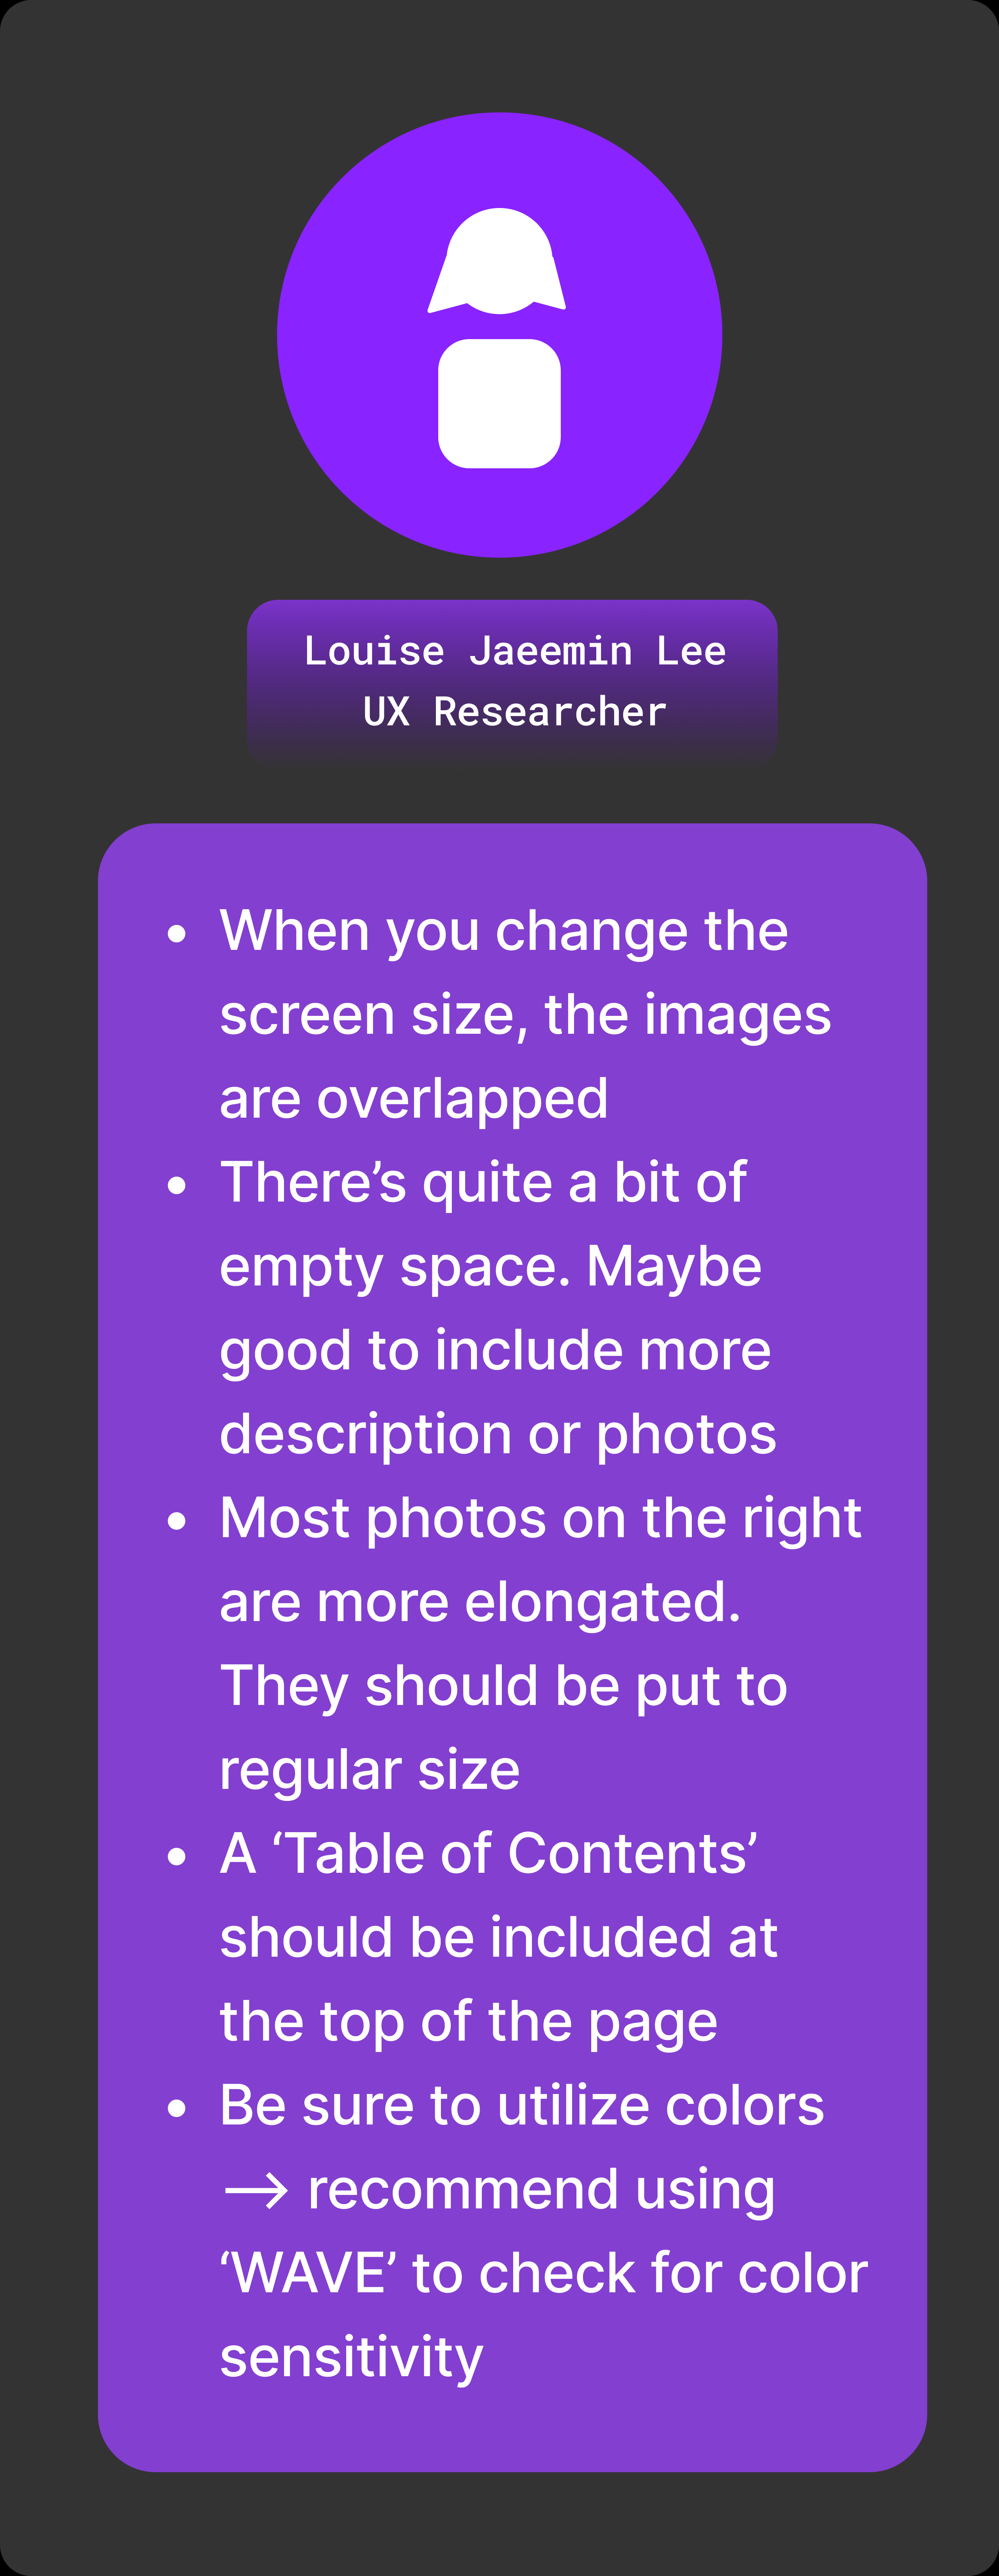 Louise Jaeemin Lee
UX Researcher
• When you change the
screen size, the images
are overlapped
• There’s quite a bit of
empty space. Maybe
good to include more
description or photos
• Most photos on the right
are more elongated.
They should be put to
regular size
• A ‘Table of Contents’
should be included at
the top of the page
• Be sure to utilize colors
→ recommend using
‘WAVE’ to check for color
sensitivity